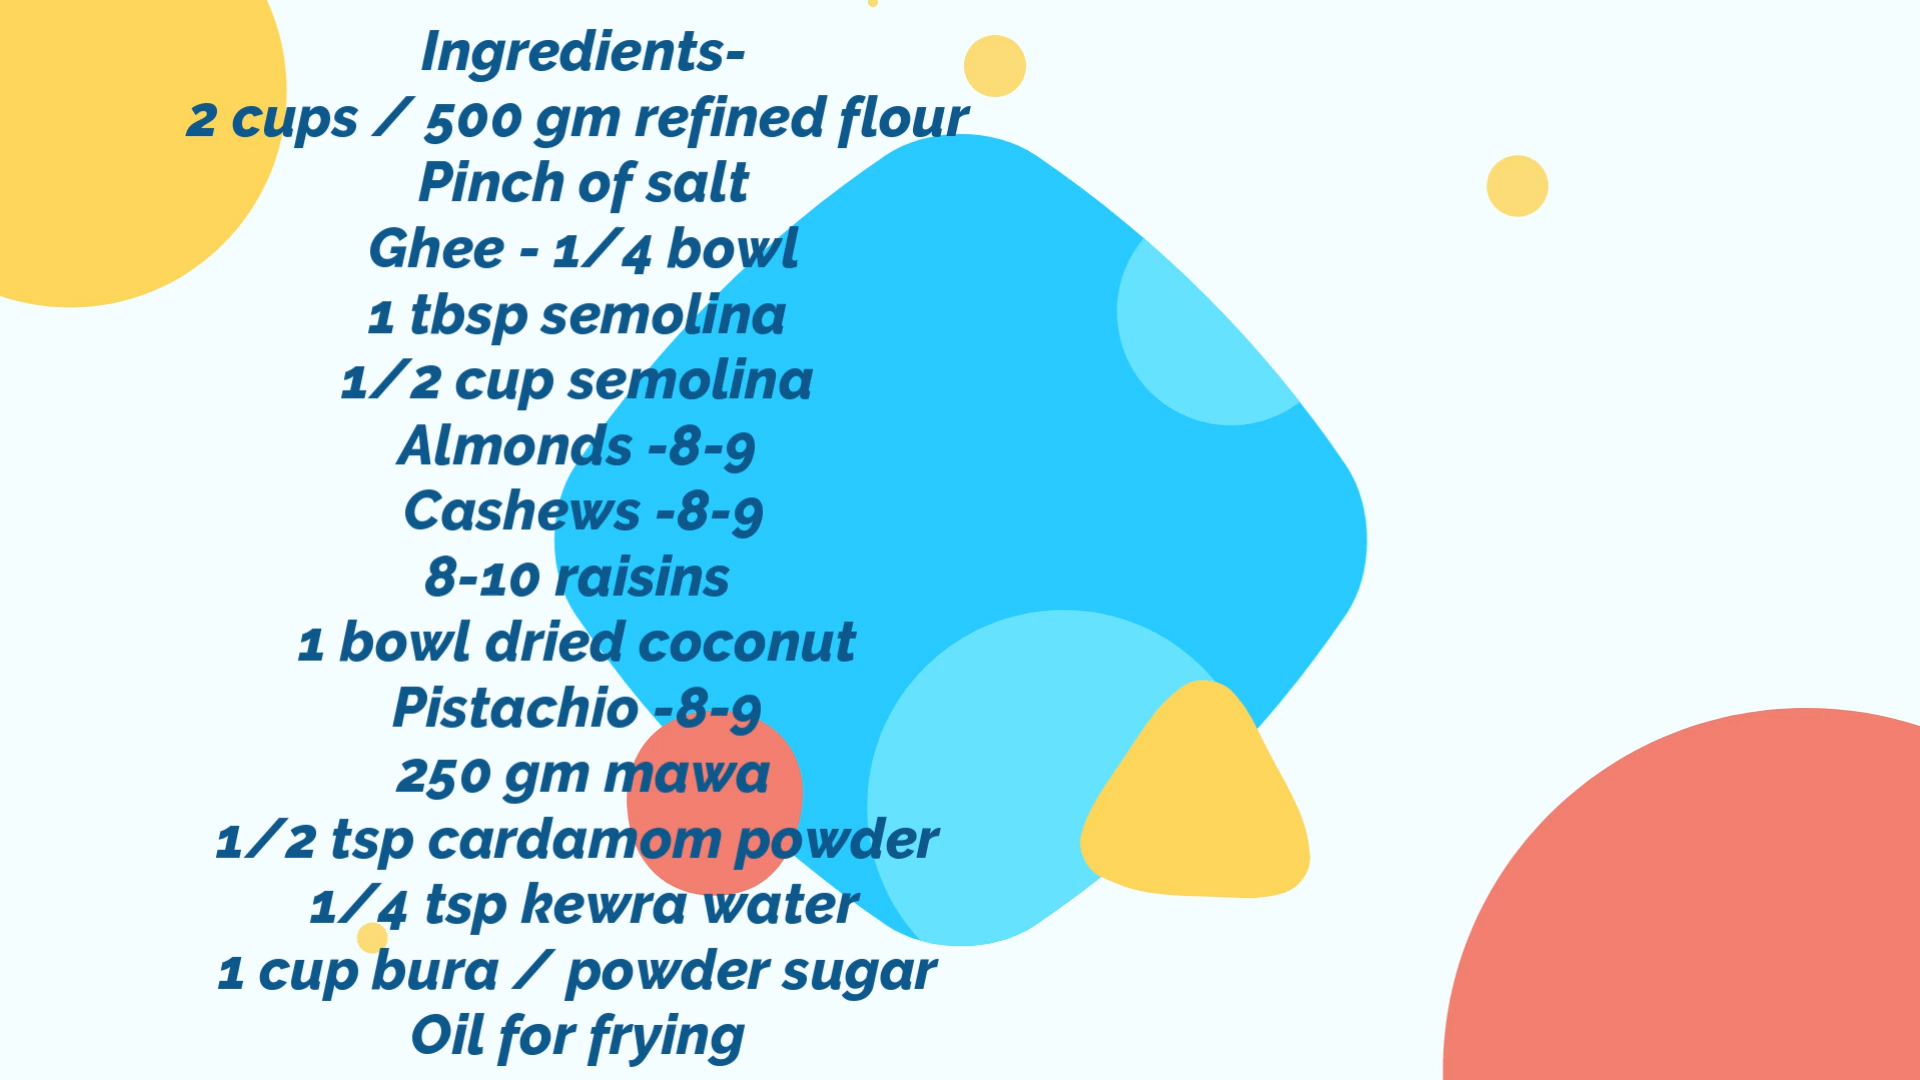 Ingredients-
2 cups / 500 gm refined flour
Pinch of salt
Ghee - 1/4 bowl
1 tbsp semolina
1/2 cup semolina
Almonds -8-9
Cashews -8-9
8-10 raisins
1 bowl dried coconut
Pistachio -8-9
250 gm mawa
1/2 tsp cardamom powder
1/4 tsp kewra water
1 cup bura / powder sugar
Oil for frying